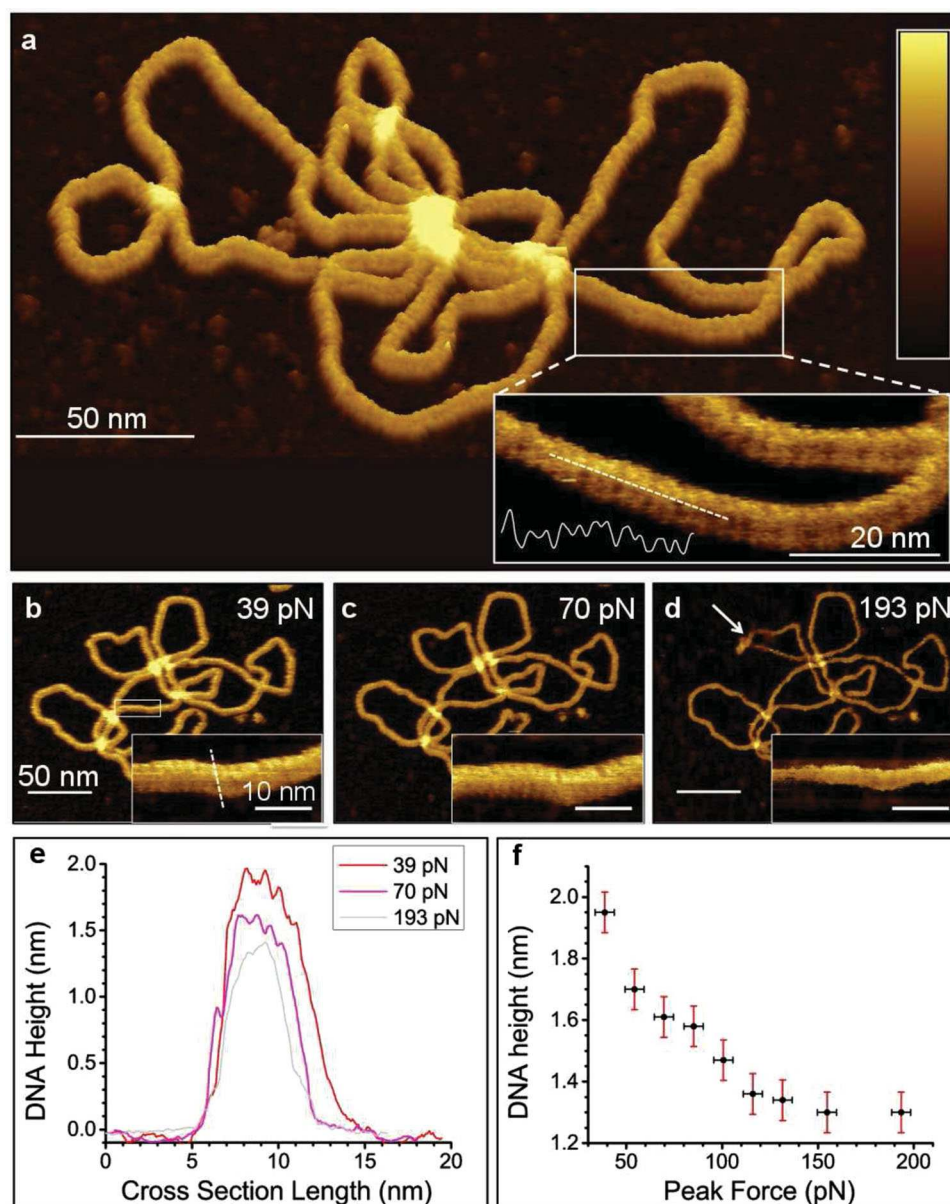 a
50 nm
20 nm
b
39 pN
c
70 pN
d
193 pN
50 nm
10 nm
e
2.0
1.5
1.0
0.5
0.0
DNA Height (nm)
39 pN
70 pN
193 pN
0
5
10
15
20
Cross Section Length (nm)
f
2.0
1.8
1.6
1.4
1.2
DNA height (nm)
50
100
150
200
Peak Force (pN)